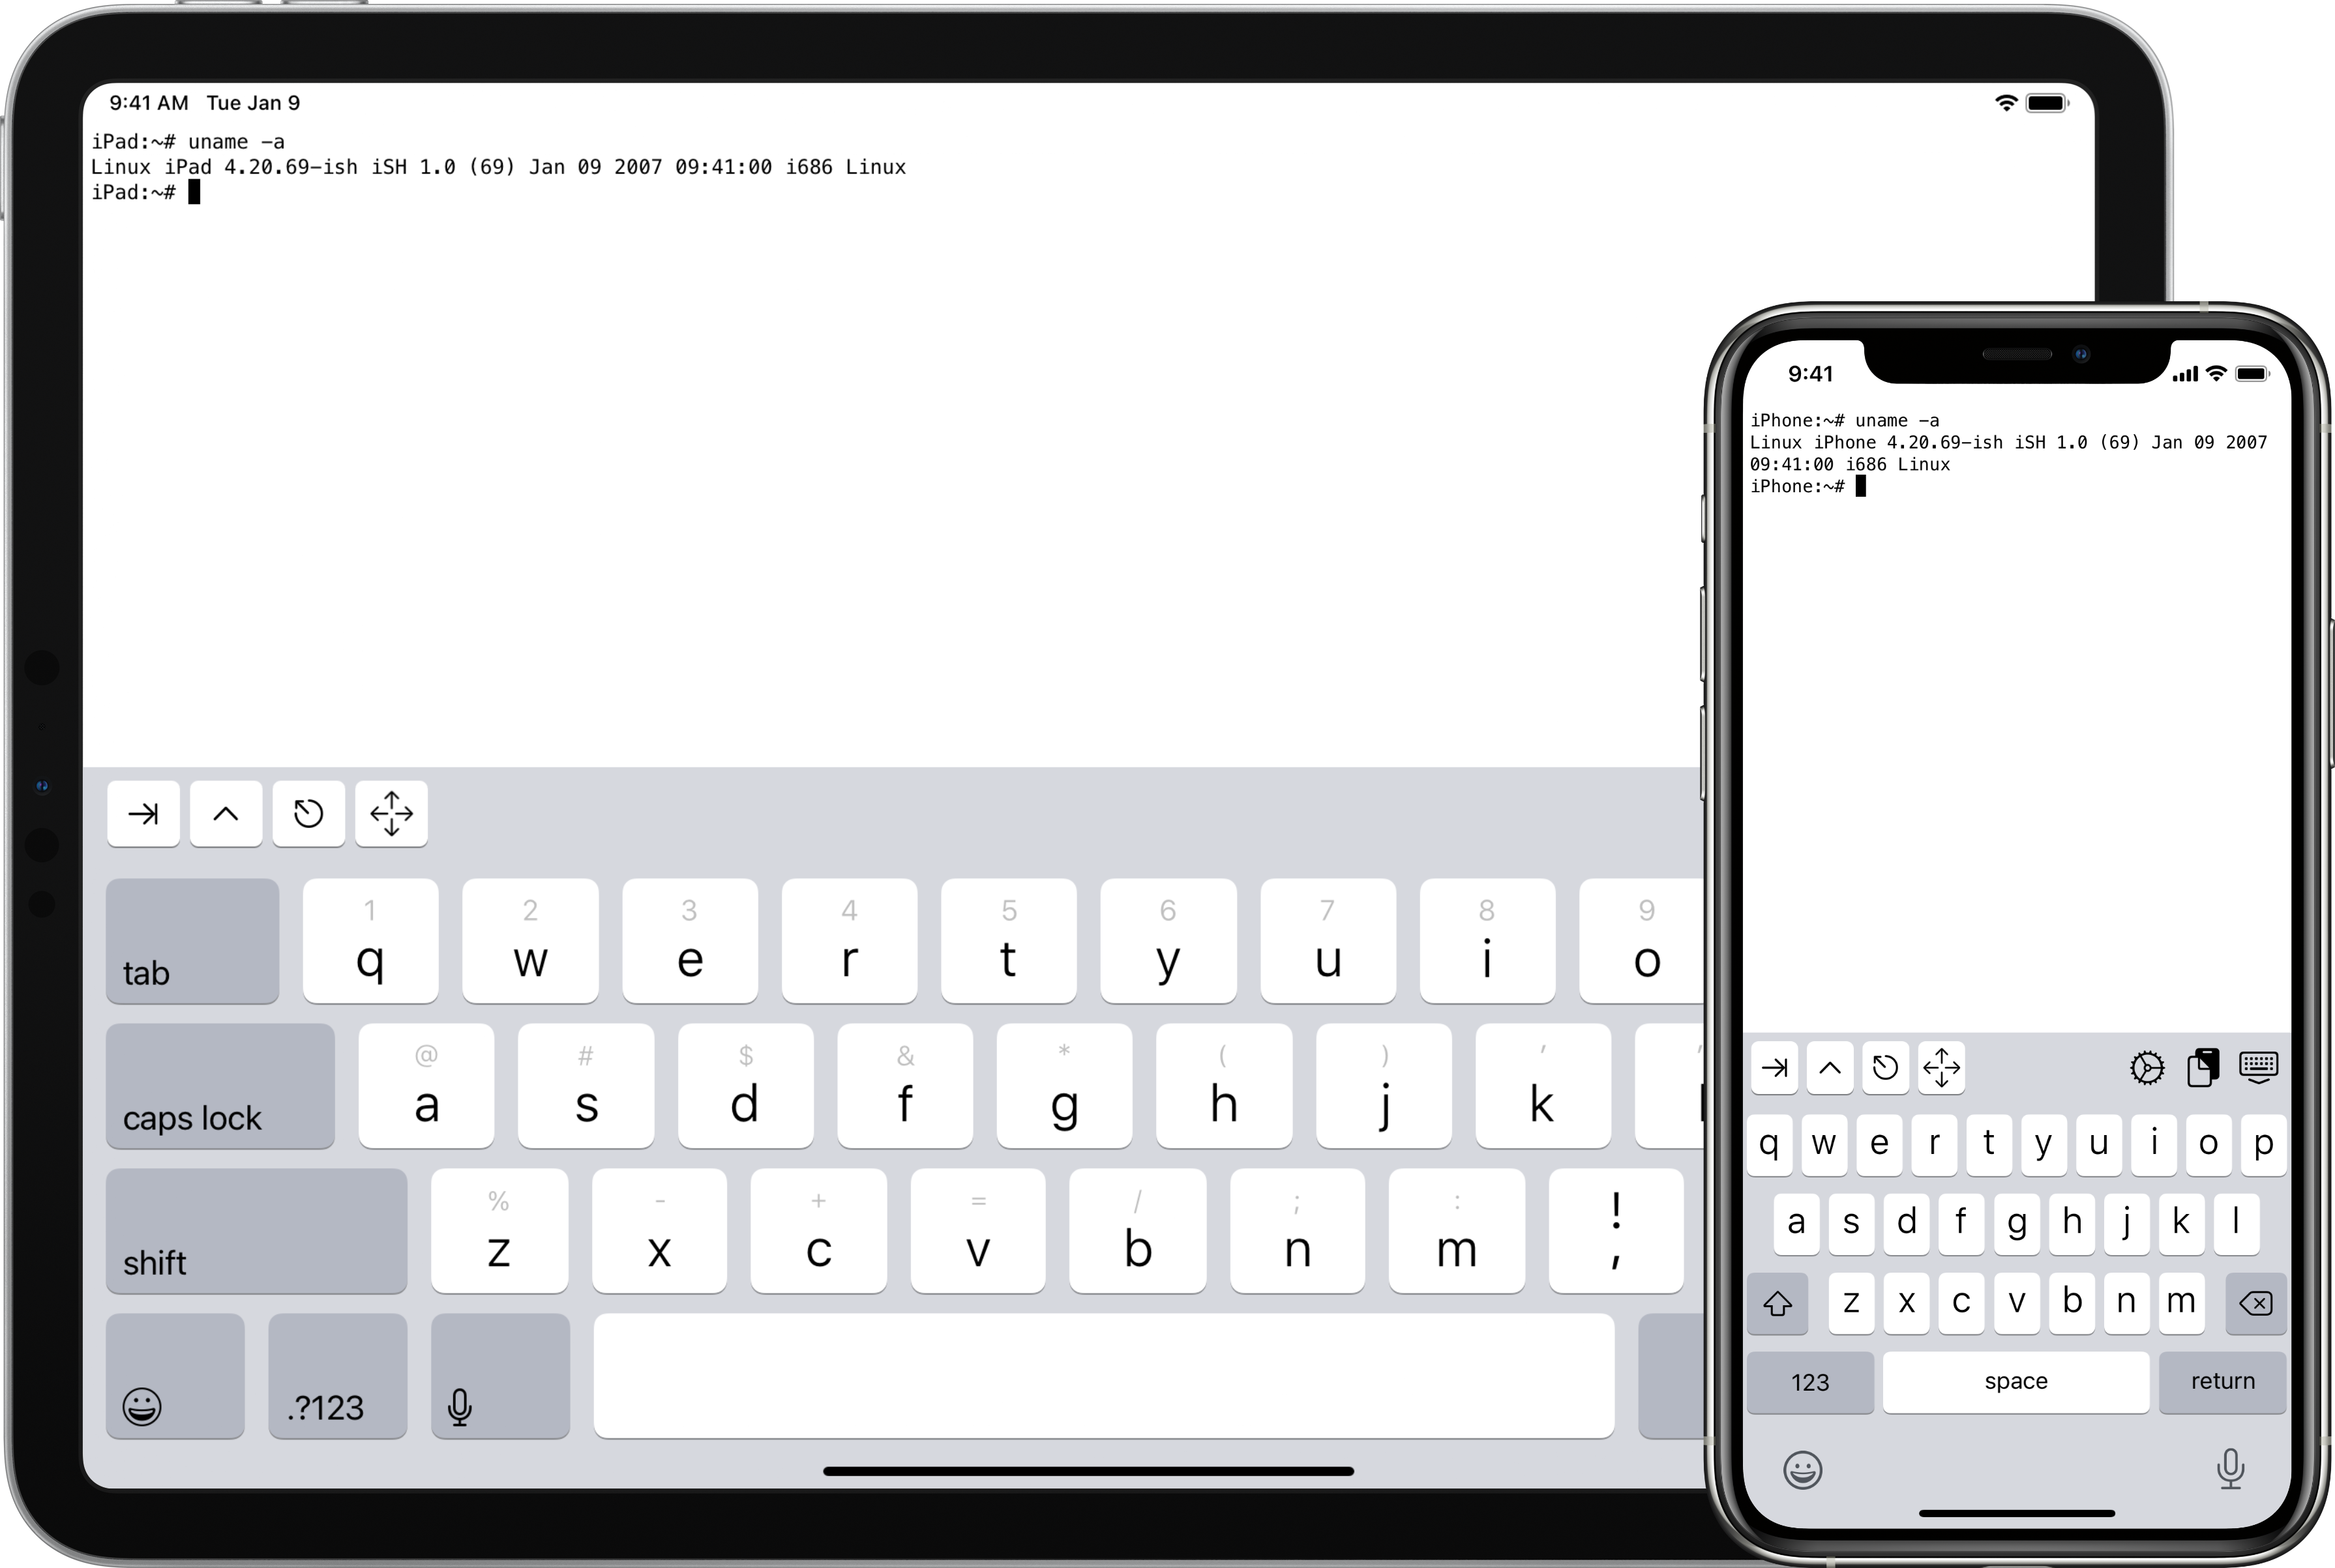 9:41 AM Tue Jan 9
iPad:~# uname -a
Linux iPad 4.20.69-ish iSH 1.0 (69) Jan 09 2007 09:41:00 i686 Linux
iPad:~#
1 2 3 4 5 6 7 8 9
tab q w e r t y u i o
@ # $ & * ( ) ′
caps lock a s d f g h j k
% - + = / ; : !
shift z x c v b n m ,
.?123
9:41
iPhone:~# uname -a
Linux iPhone 4.20.69-ish iSH 1.0 (69) Jan 09 2007
09:41:00 i686 Linux
iPhone:~#
q w e r t y u i o p
a s d f g h j k l
z x c v b n m
123 space return